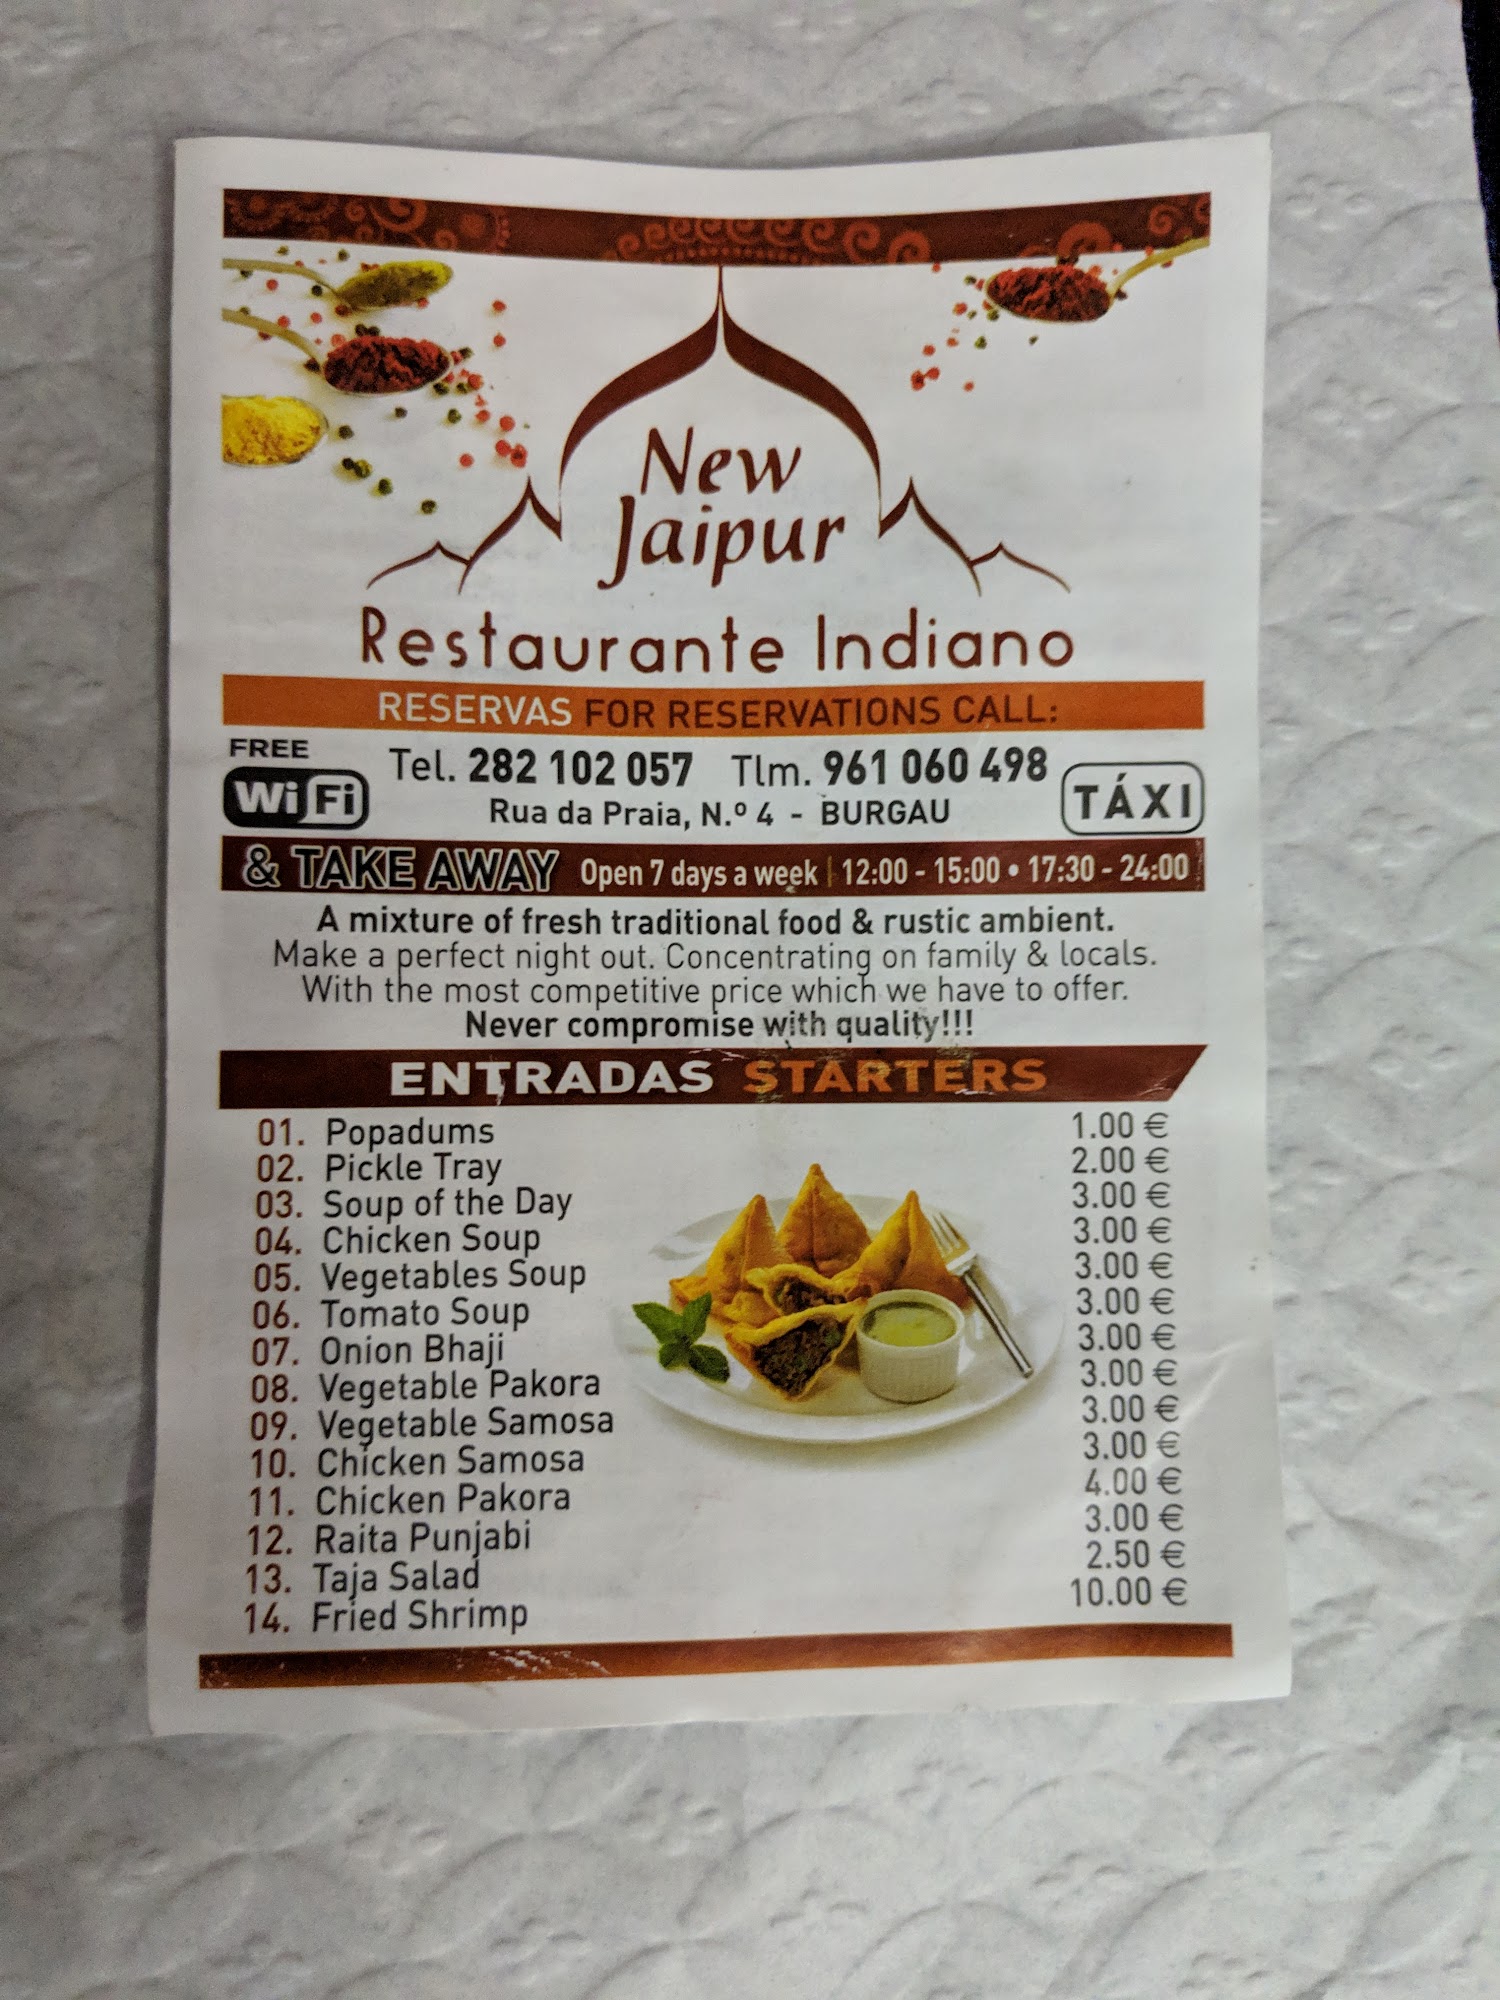 New
Jaipur
Restaurante Indiano
RESERVAS FOR RESERVATIONS CALL:
FREE
WiFi
Tel. 282 102 057 Tlm. 961 060 498
Rua da Praia, N.º 4 - BURGAU
TÁXI
& TAKE AWAY Open 7 days a week | 12:00 - 15:00 • 17:30 - 24:00
A mixture of fresh traditional food & rustic ambient.
Make a perfect night out. Concentrating on family & locals.
With the most competitive price which we have to offer.
Never compromise with quality!!!
ENTRADAS STARTERS
01. Popadums 1.00 €
02. Pickle Tray 2.00 €
03. Soup of the Day 3.00 €
04. Chicken Soup 3.00 €
05. Vegetables Soup 3.00 €
06. Tomato Soup 3.00 €
07. Onion Bhaji 3.00 €
08. Vegetable Pakora 3.00 €
09. Vegetable Samosa 3.00 €
10. Chicken Samosa 3.00 €
11. Chicken Pakora 4.00 €
12. Raita Punjabi 3.00 €
13. Taja Salad 2.50 €
14. Fried Shrimp 10.00 €